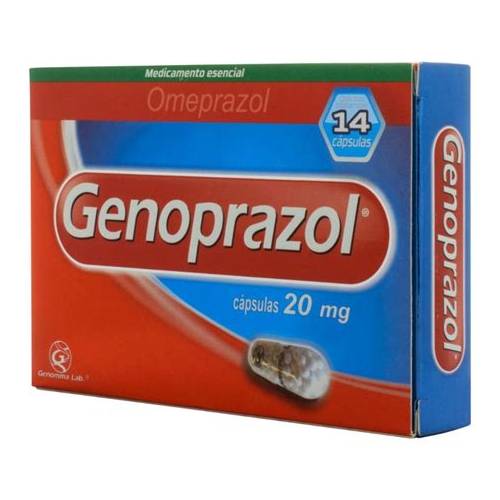 Medicamento esencial
Omeprazol
14
cápsulas
Genoprazol®
cápsulas 20 mg
Genomma Lab.®
Genoprazol®